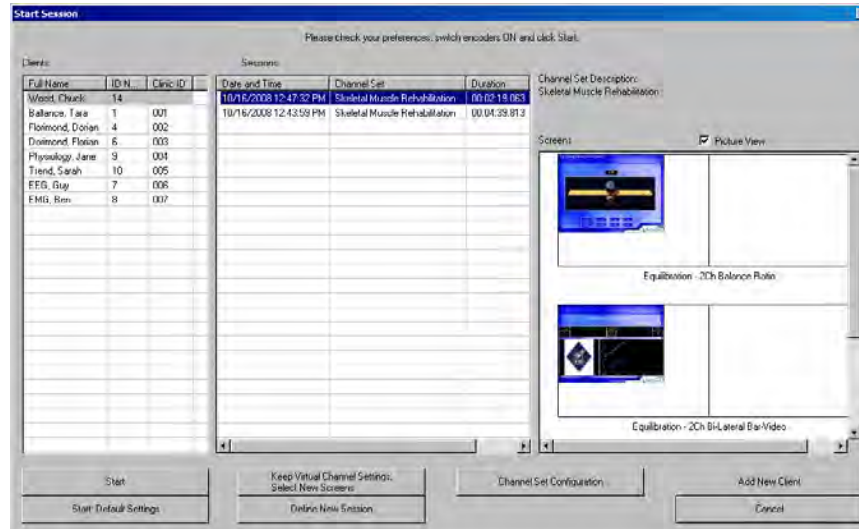 Start Session
Please check your preferences, switch encoders ON and click Start.
Clients:
Sessions:
Full Name ID N... Clinic ID
Wood, Chuck 14
Ballance, Tara 1 001
Florimond, Dorian 4 002
Dorimond, Florian 6 003
Physiology, Jane 9 004
Trend, Sarah 10 005
EEG, Guy 7 006
EMG, Ben 8 007
Date and Time Channel Set Duration
10/16/2008 12:47:32 PM Skeletal Muscle Rehabilitation 00:02:19.063
10/16/2008 12:43:59 PM Skeletal Muscle Rehabilitation 00:04:39.813
Channel Set Description:
Skeletal Muscle Rehabilitation
Screens: Picture View
Equilibration - 2Ch Balance Ratio
Equilibration - 2Ch Bi-Lateral Bar-Video
Start
Keep Virtual Channel Settings,
Select New Screens
Channel Set Configuration
Add New Client
Start: Default Settings
Define New Session
Cancel